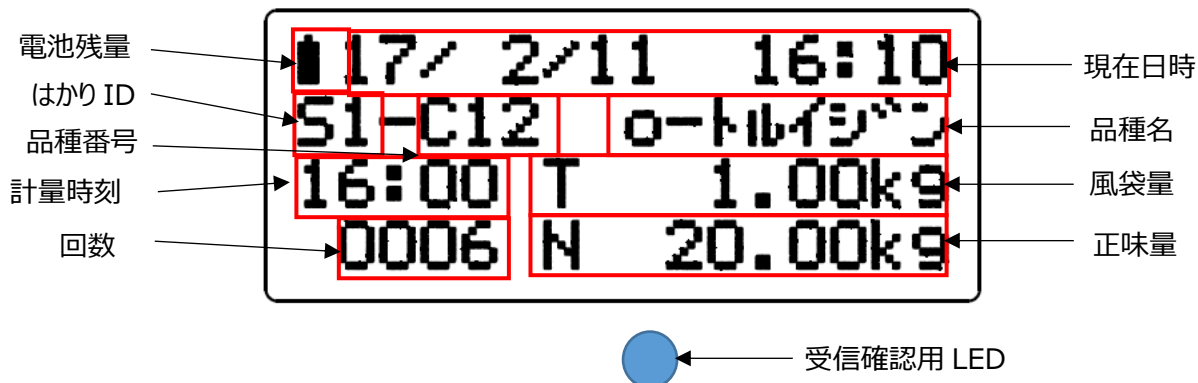 電池残量
はかり ID
品種番号
計量時刻
回数
17/ 2/11 16:10
S1-C12 ロートルイジン
16:00 T 1.00kg
0006 N 20.00kg
現在日時
品種名
風袋量
正味量
受信確認用 LED